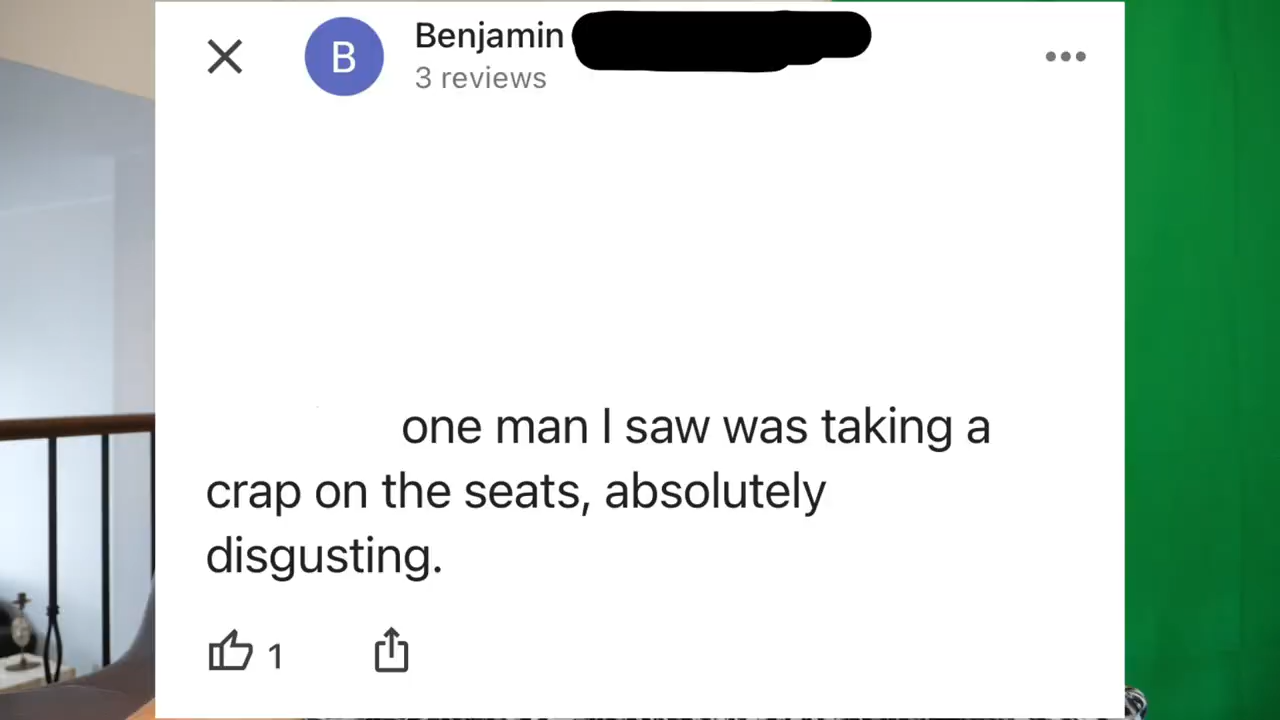 B
Benjamin
3 reviews
one man I saw was taking a
crap on the seats, absolutely
disgusting.
1